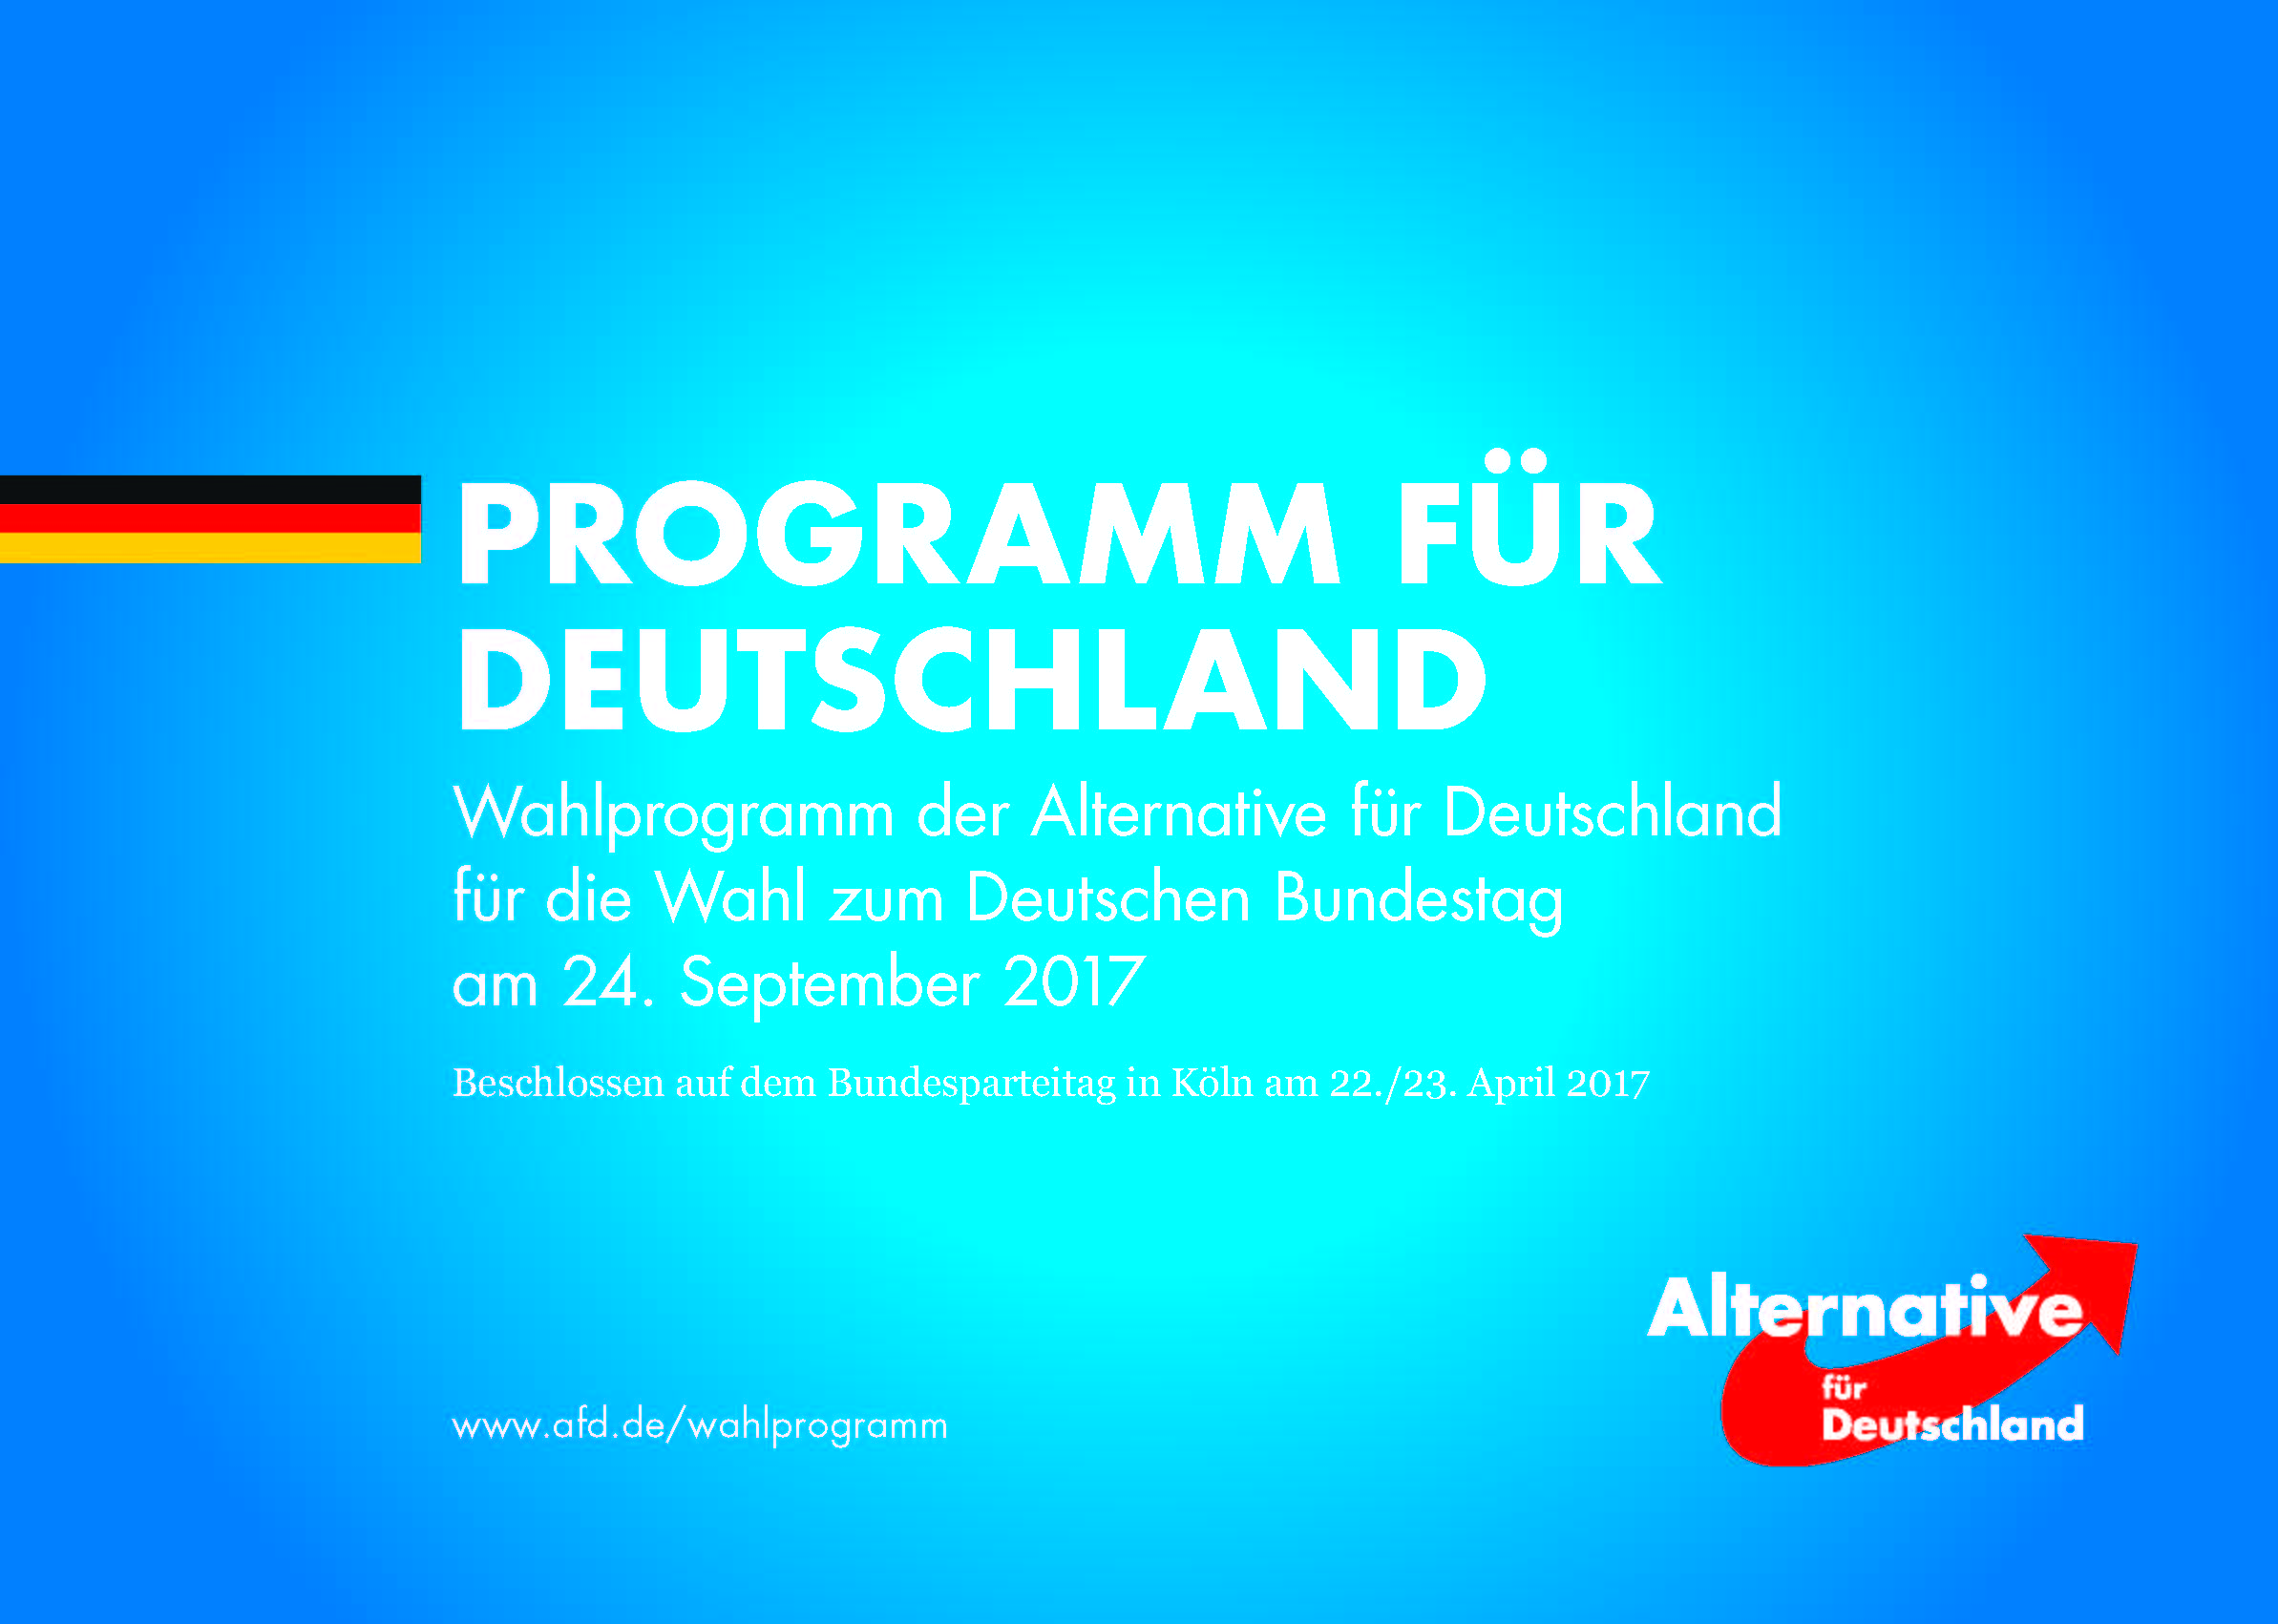 PROGRAMM FÜR
DEUTSCHLAND
Wahlprogramm der Alternative für Deutschland
für die Wahl zum Deutschen Bundestag
am 24. September 2017
Beschlossen auf dem Bundesparteitag in Köln am 22./23. April 2017
Alternative
für
Deutschland
www.afd.de/wahlprogramm